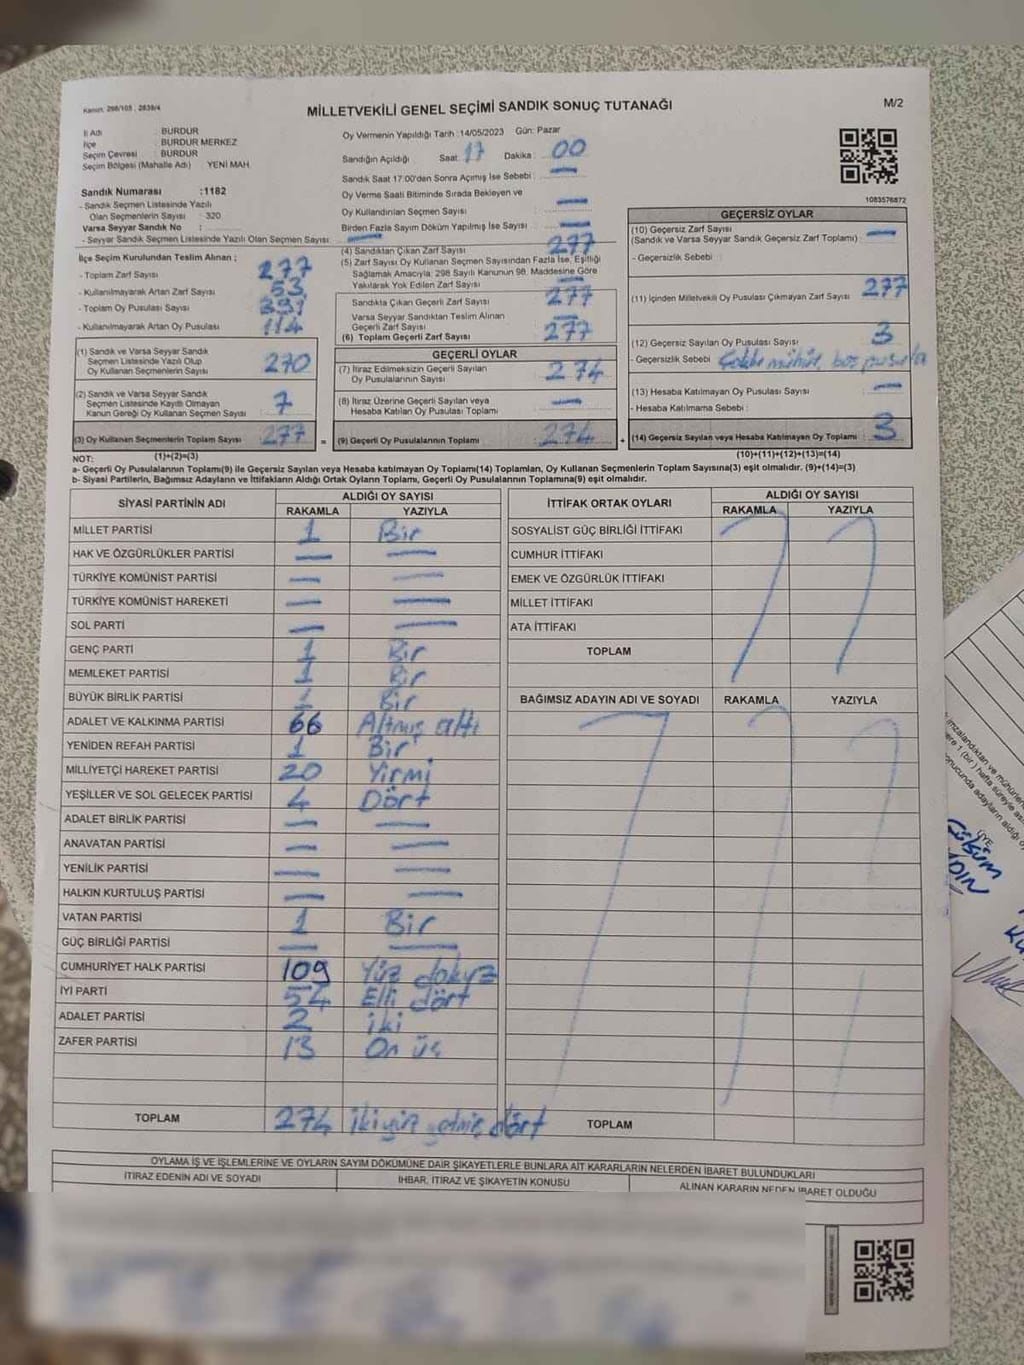 Kanun: 298/105 , 2839/4
MİLLETVEKİLİ GENEL SEÇİMİ SANDIK SONUÇ TUTANAĞI
M/2
İl Adı : BURDUR
İlçe : BURDUR MERKEZ
Seçim Çevresi : BURDUR
Seçim Bölgesi (Mahalle Adı) : YENİ MAH.
Sandık Numarası :1182
- Sandık Seçmen Listesinde Yazılı
Olan Seçmenlerin Sayısı : 320
Varsa Seyyar Sandık No :
- Seyyar Sandık Seçmen Listesinde Yazılı Olan Seçmen Sayısı: —
Oy Vermenin Yapıldığı Tarih :14/05/2023 Gün: Pazar
Sandığın Açıldığı Saat: 17 Dakika : 00
Sandık Saat 17:00'den Sonra Açılmış İse Sebebi : —
Oy Verme Saati Bitiminde Sırada Bekleyen ve
Oy Kullandırılan Seçmen Sayısı : —
Birden Fazla Sayım Döküm Yapılmış İse Sayısı : —
1083576872
İlçe Seçim Kurulundan Teslim Alınan ;
- Toplam Zarf Sayısı : 277
- Kullanılmayarak Artan Zarf Sayısı : 53
- Toplam Oy Pusulası Sayısı : 391
- Kullanılmayarak Artan Oy Pusulası : 114
(1) Sandık ve Varsa Seyyar Sandık
Seçmen Listesinde Yazılı Olup
Oy Kullanan Seçmenlerin Sayısı : 270
(2) Sandık ve Varsa Seyyar Sandık
Seçmen Listesinde Kayıtlı Olmayan
Kanun Gereği Oy Kullanan Seçmen Sayısı : 7
(3) Oy Kullanan Seçmenlerin Toplam Sayısı : 277 =
(4) Sandıktan Çıkan Zarf Sayısı : 277
(5) Zarf Sayısı Oy Kullanan Seçmen Sayısından Fazla İse, Eşitliği
Sağlamak Amacıyla; 298 Sayılı Kanunun 98. Maddesine Göre
Yakılarak Yok Edilen Zarf Sayısı : —
Sandıkta Çıkan Geçerli Zarf Sayısı : 277
Varsa Seyyar Sandıktan Teslim Alınan
Geçerli Zarf Sayısı : —
(6) Toplam Geçerli Zarf Sayısı : 277
GEÇERLİ OYLAR
(7) İtiraz Edilmeksizin Geçerli Sayılan
Oy Pusulalarının Sayısı : 274
(8) İtiraz Üzerine Geçerli Sayılan veya
Hesaba Katılan Oy Pusulası Toplamı : —
(9) Geçerli Oy Pusulalarının Toplamı : 274 +
GEÇERSİZ OYLAR
(10) Geçersiz Zarf Sayısı
(Sandık ve Varsa Seyyar Sandık Geçersiz Zarf Toplamı) : —
- Geçersizlik Sebebi :
(11) İçinden Milletvekili Oy Pusulası Çıkmayan Zarf Sayısı : 277
(12) Geçersiz Sayılan Oy Pusulası Sayısı : 3
- Geçersizlik Sebebi : mühür, boş pusula
(13) Hesaba Katılmayan Oy Pusulası Sayısı : —
- Hesaba Katılmama Sebebi :
(14) Geçersiz Sayılan veya Hesaba Katılmayan Oy Toplamı : 3
NOT: (1)+(2)=(3) (10)+(11)+(12)+(13)=(14)
a- Geçerli Oy Pusulalarının Toplamı(9) ile Geçersiz Sayılan veya Hesaba katılmayan Oy Toplamı(14) Toplamları, Oy Kullanan Seçmenlerin Toplam Sayısına(3) eşit olmalıdır. (9)+(14)=(3)
b- Siyasi Partilerin, Bağımsız Adayların ve İttifakların Aldığı Ortak Oyların Toplamı, Geçerli Oy Pusulalarının Toplamına(9) eşit olmalıdır.
SİYASİ PARTİNİN ADI ALDIĞI OY SAYISI
RAKAMLA YAZIYLA
MİLLET PARTİSİ 1 Bir
HAK VE ÖZGÜRLÜKLER PARTİSİ — —
TÜRKİYE KOMÜNİST PARTİSİ — —
TÜRKİYE KOMÜNİST HAREKETİ — —
SOL PARTİ — —
GENÇ PARTİ 1 Bir
MEMLEKET PARTİSİ 1 Bir
BÜYÜK BİRLİK PARTİSİ 1 Bir
ADALET VE KALKINMA PARTİSİ 66 Altmış altı
YENİDEN REFAH PARTİSİ 1 Bir
MİLLİYETÇİ HAREKET PARTİSİ 20 Yirmi
YEŞİLLER VE SOL GELECEK PARTİSİ 4 Dört
ADALET BİRLİK PARTİSİ — —
ANAVATAN PARTİSİ — —
YENİLİK PARTİSİ — —
HALKIN KURTULUŞ PARTİSİ — —
VATAN PARTİSİ 1 Bir
GÜÇ BİRLİĞİ PARTİSİ — —
CUMHURİYET HALK PARTİSİ 109 Yüz dokuz
İYİ PARTİ 54 Elli dört
ADALET PARTİSİ 2 iki
ZAFER PARTİSİ 13 On üç
TOPLAM 274 ikiyüz yetmiş dört
İTTİFAK ORTAK OYLARI ALDIĞI OY SAYISI
RAKAMLA YAZIYLA
SOSYALİST GÜÇ BİRLİĞİ İTTİFAKI
CUMHUR İTTİFAKI
EMEK VE ÖZGÜRLÜK İTTİFAKI
MİLLET İTTİFAKI
ATA İTTİFAKI
TOPLAM
BAĞIMSIZ ADAYIN ADI VE SOYADI RAKAMLA YAZIYLA
TOPLAM
OYLAMA İŞ VE İŞLEMLERİNE VE OYLARIN SAYIM DÖKÜMÜNE DAİR ŞİKAYETLERLE BUNLARA AİT KARARLARIN NELERDEN İBARET BULUNDUKLARI
İTİRAZ EDENİN ADI VE SOYADI İHBAR, İTİRAZ VE ŞİKAYETİN KONUSU ALINAN KARARIN NEDEN İBARET OLDUĞU
imzalandıktan ve mühürlen
ere 1 (bir) hafta süreyle as
onucunda adayların aldığı o
ÜYE